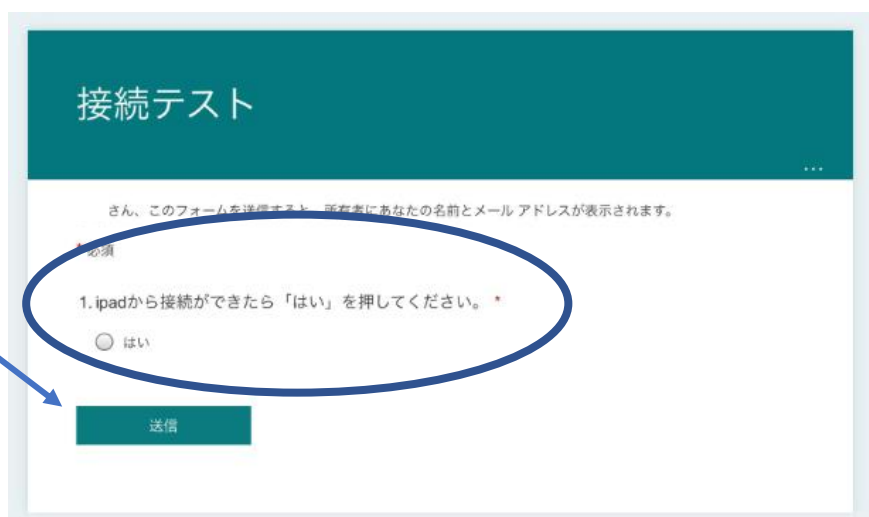 接続テスト
...
さん、このフォームを送信すると、所有者にあなたの名前とメール アドレスが表示されます。
*必須
1. ipadから接続ができたら「はい」を押してください。 *
はい
送信